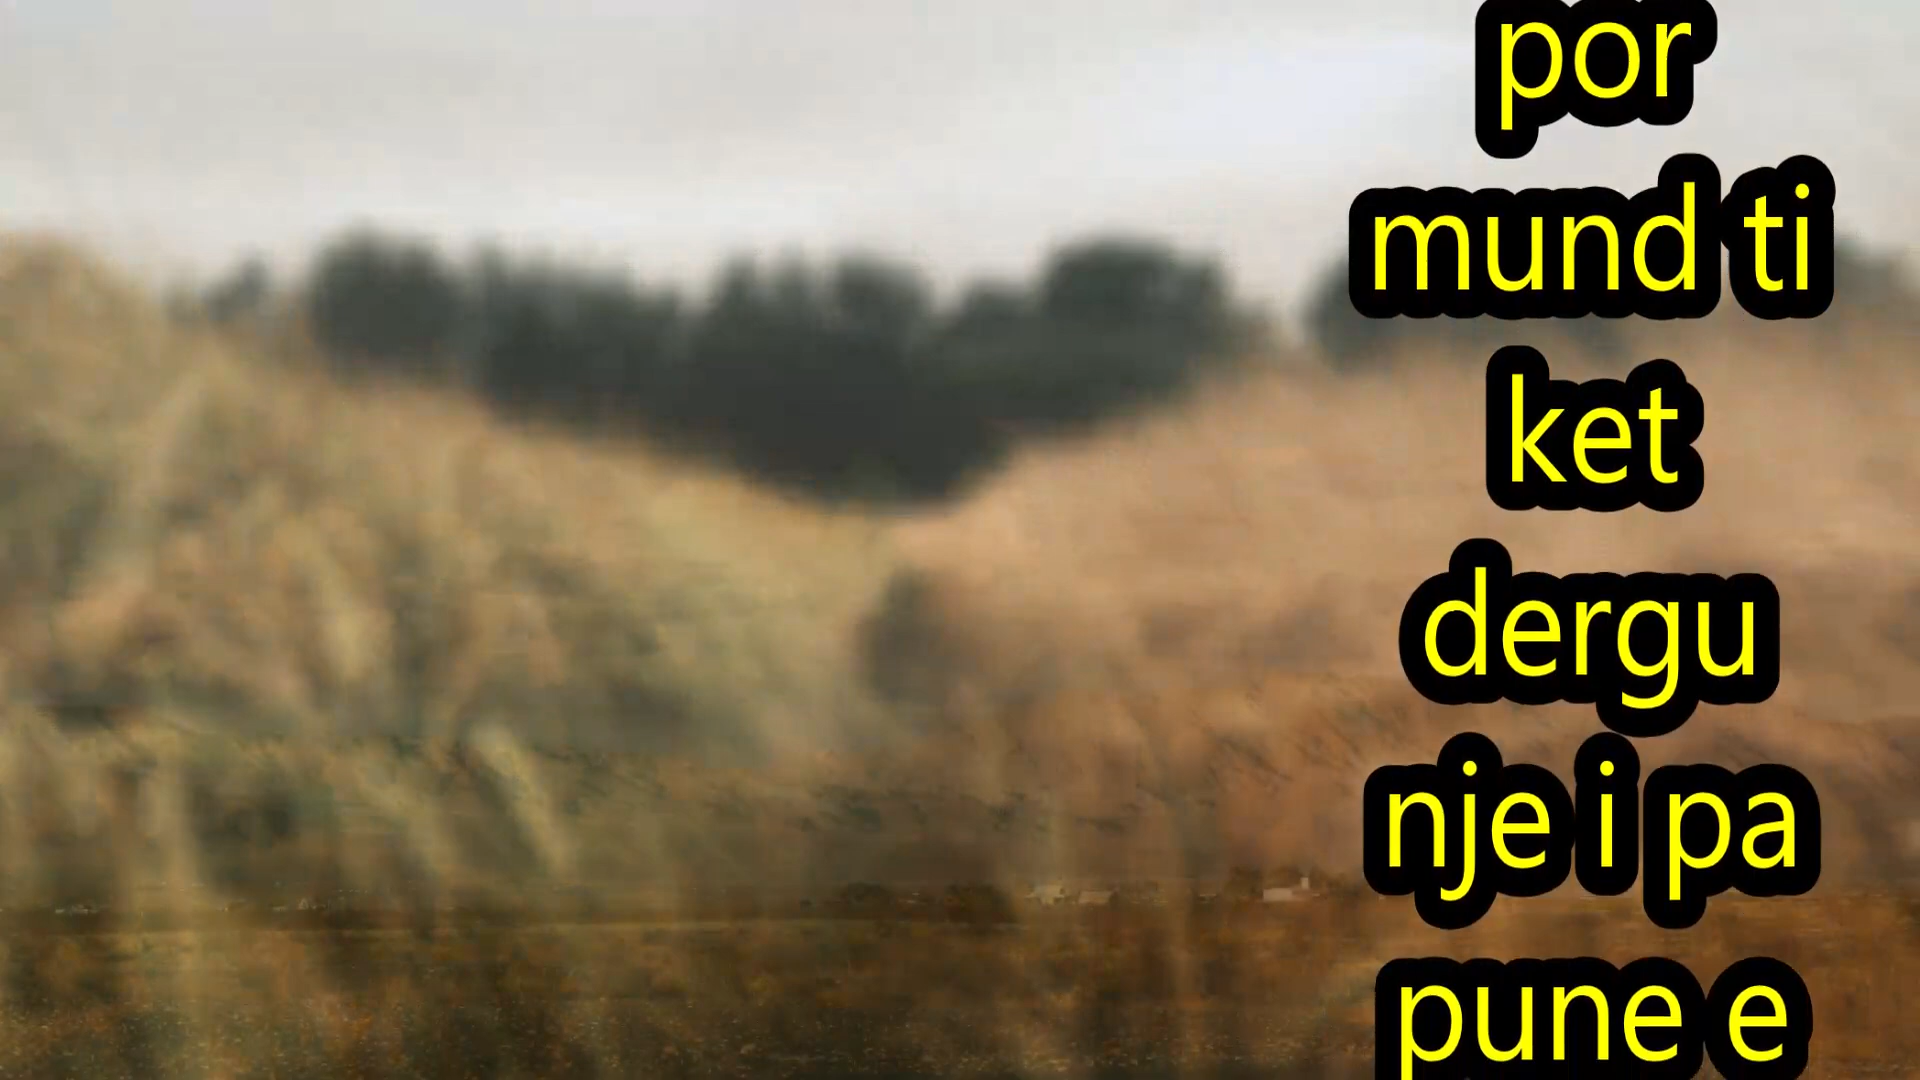 por
mund ti
ket
dergu
nje i pa
pune e